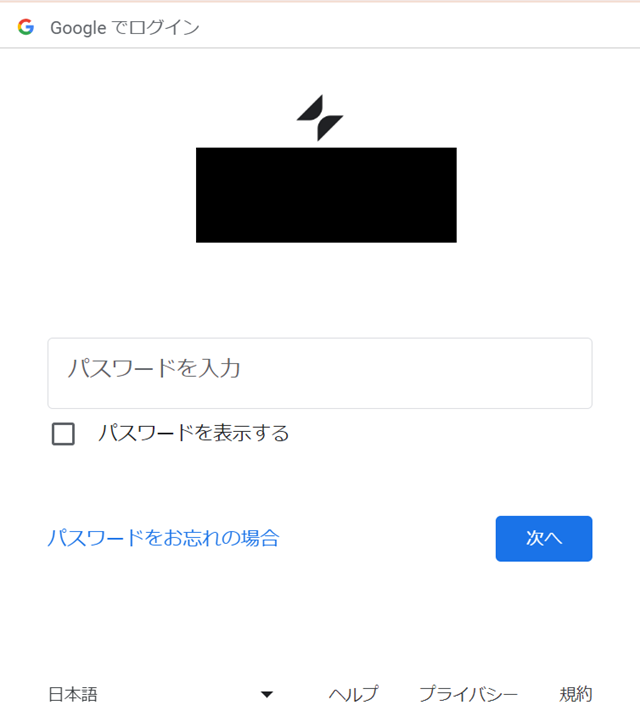 Google でログイン
パスワードを入力
パスワードを表示する
パスワードをお忘れの場合
次へ
日本語
ヘルプ プライバシー 規約